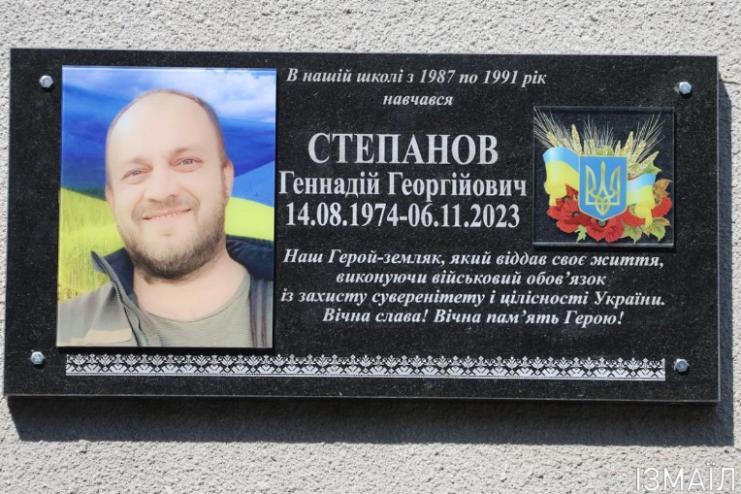 В нашій школі з 1987 по 1991 рік
навчався
СТЕПАНОВ
Геннадій Георгійович
14.08.1974-06.11.2023
Наш Герой-земляк, який віддав своє життя,
виконуючи військовий обов’язок
із захисту суверенітету і цілісності України.
Вічна слава! Вічна пам’ять Герою!
ІЗМАЇЛ